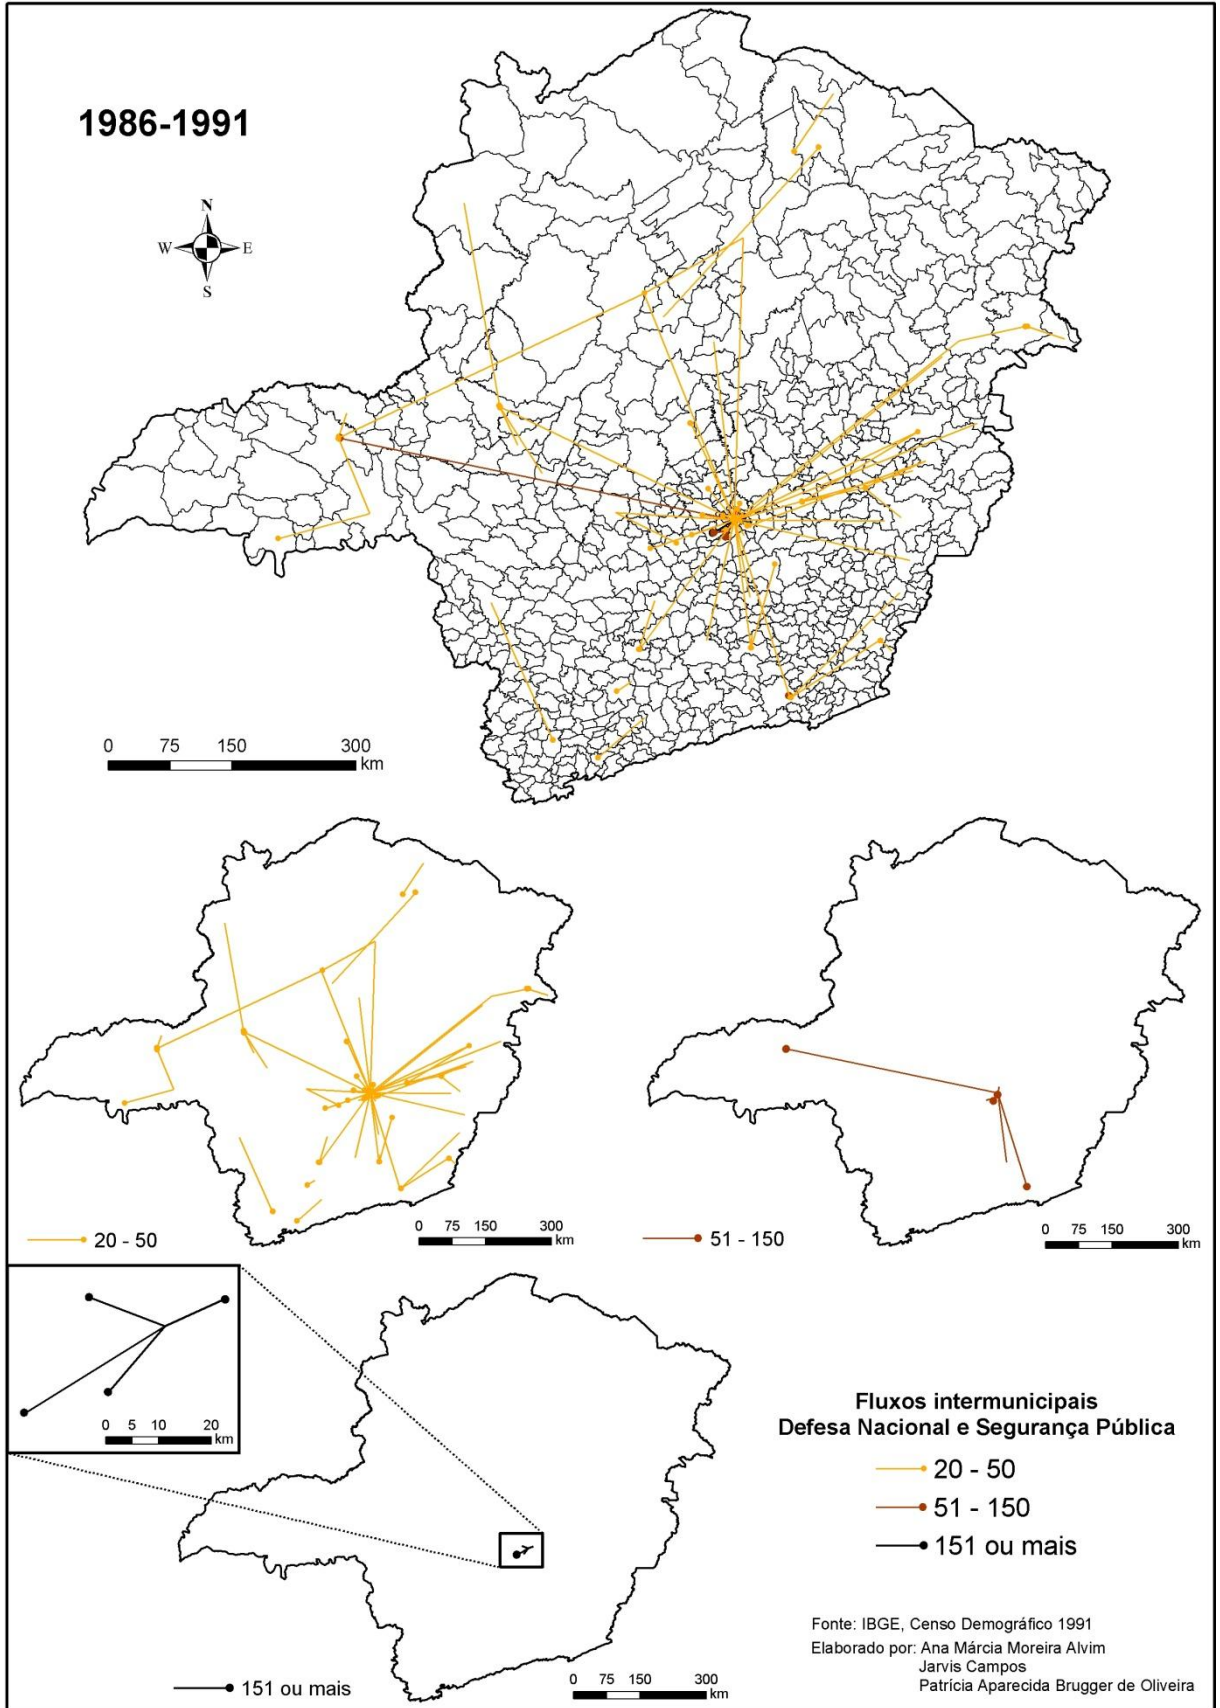 1986-1991
N
W E
S
0 75 150 300
km
20 - 50
0 75 150 300
km
51 - 150
0 75 150 300
km
0 5 10 20
km
Fluxos intermunicipais
Defesa Nacional e Segurança Pública
20 - 50
51 - 150
151 ou mais
Fonte: IBGE, Censo Demográfico 1991
Elaborado por: Ana Márcia Moreira Alvim
Jarvis Campos
Patrícia Aparecida Brugger de Oliveira
151 ou mais
0 75 150 300
km